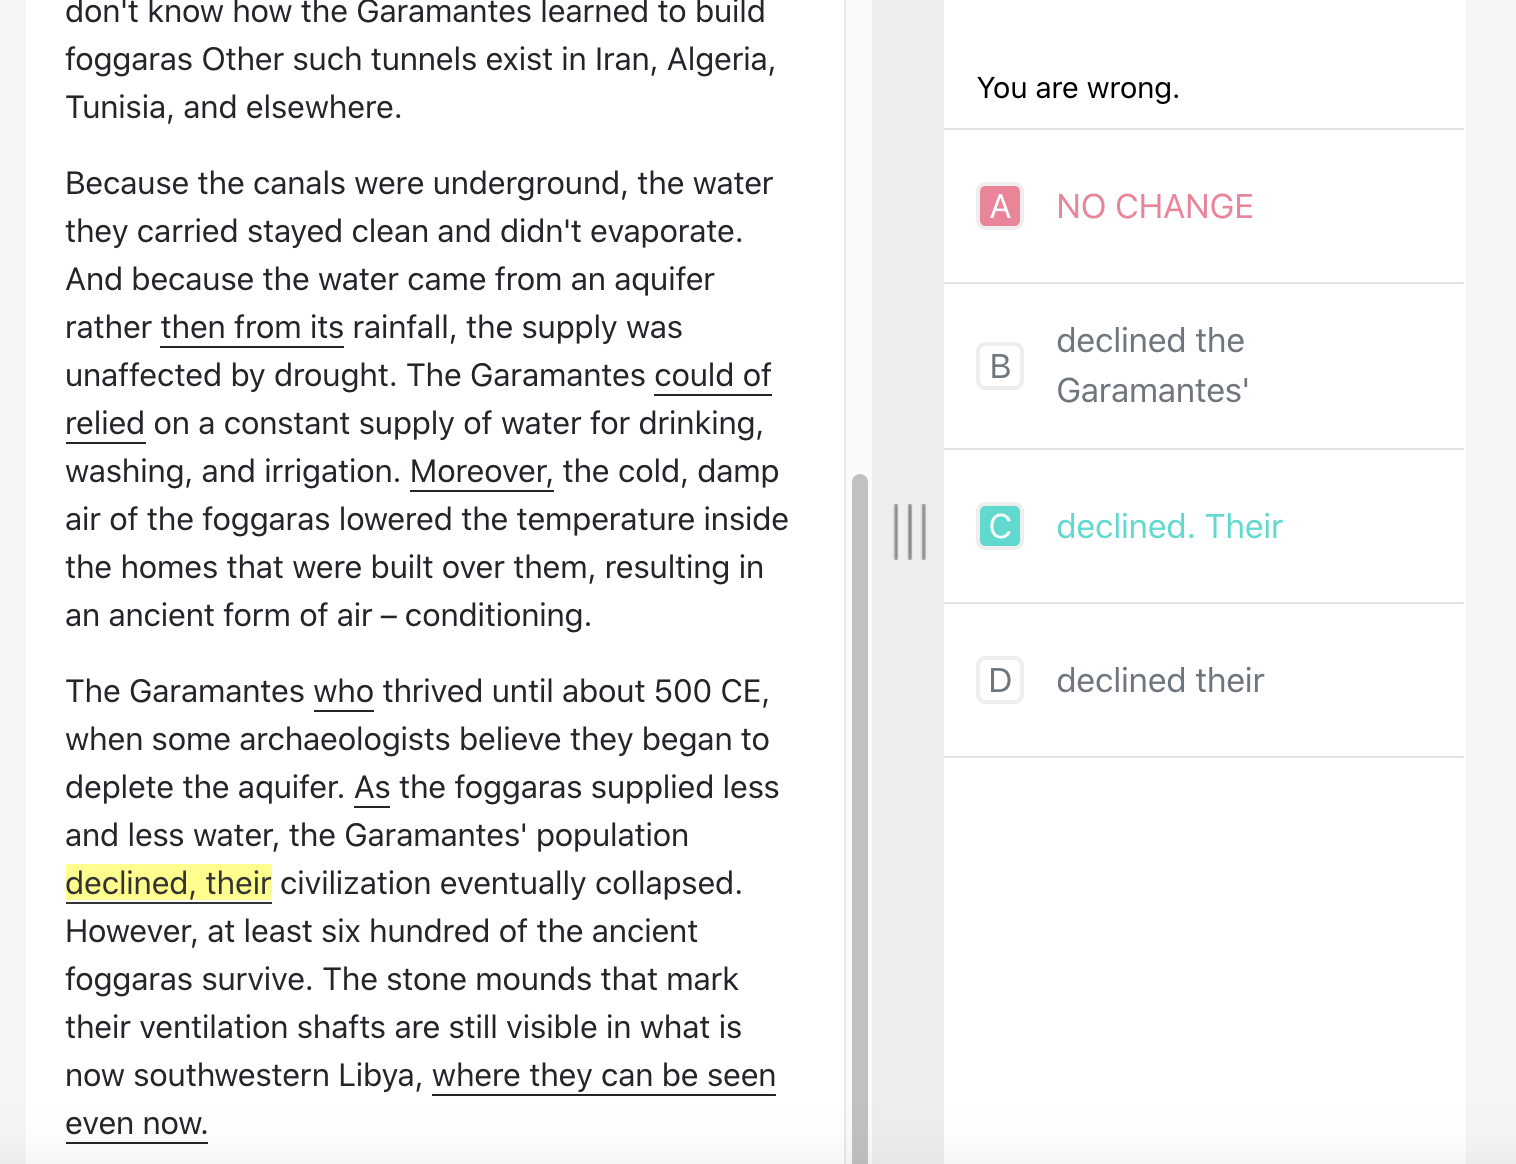 don't know how the Garamantes learned to build
foggaras Other such tunnels exist in Iran, Algeria,
Tunisia, and elsewhere.
Because the canals were underground, the water
they carried stayed clean and didn't evaporate.
And because the water came from an aquifer
rather then from its rainfall, the supply was
unaffected by drought. The Garamantes could of
relied on a constant supply of water for drinking,
washing, and irrigation. Moreover, the cold, damp
air of the foggaras lowered the temperature inside
the homes that were built over them, resulting in
an ancient form of air – conditioning.
The Garamantes who thrived until about 500 CE,
when some archaeologists believe they began to
deplete the aquifer. As the foggaras supplied less
and less water, the Garamantes' population
declined, their civilization eventually collapsed.
However, at least six hundred of the ancient
foggaras survive. The stone mounds that mark
their ventilation shafts are still visible in what is
now southwestern Libya, where they can be seen
even now.
You are wrong.
A NO CHANGE
B declined the
Garamantes'
C declined. Their
D declined their